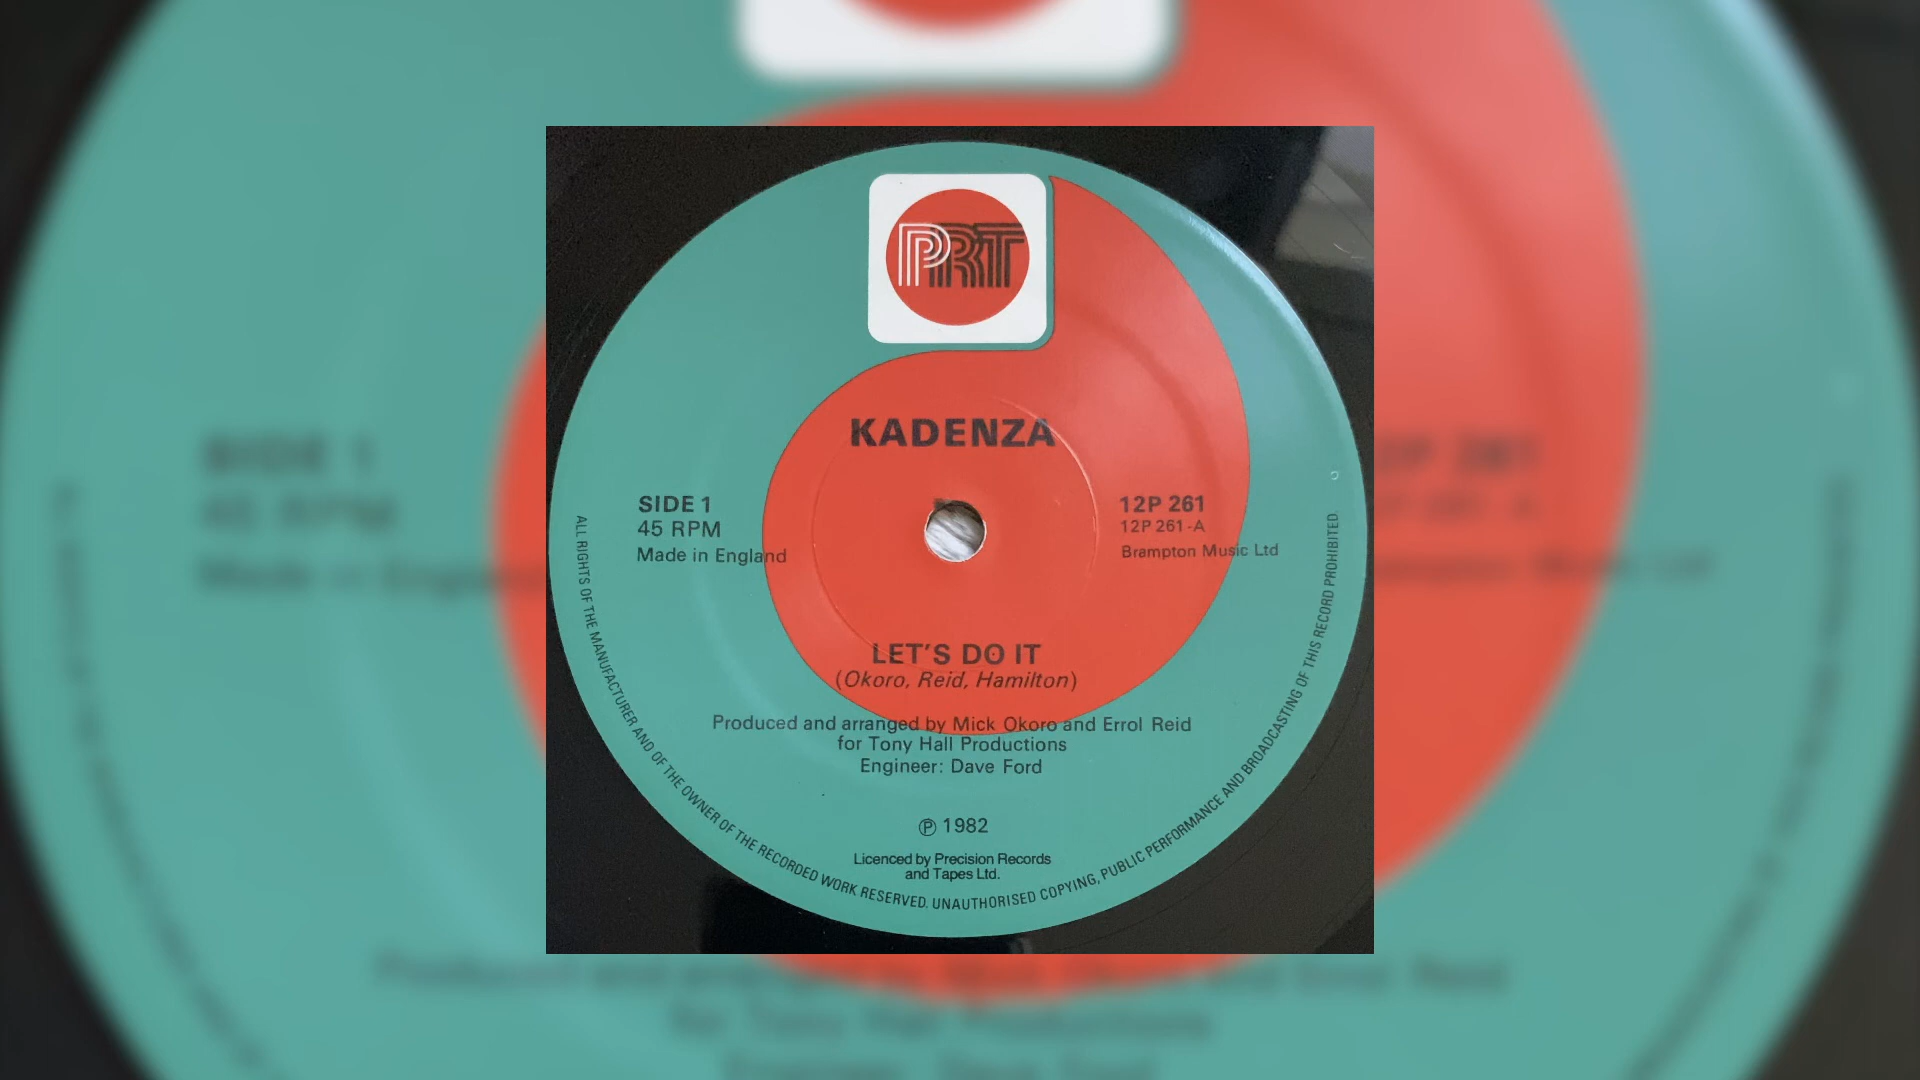 PRT
KADENZA
SIDE 1
45 RPM
Made in England
12P 261
12P 261-A
Brampton Music Ltd
LET'S DO IT
(Okoro, Reid, Hamilton)
Produced and arranged by Mick Okoro and Errol Reid
for Tony Hall Productions
Engineer: Dave Ford
℗ 1982
Licenced by Precision Records
and Tapes Ltd.
ALL RIGHTS OF THE MANUFACTURER AND OF THE OWNER OF THE RECORDED WORK RESERVED. UNAUTHORISED COPYING, PUBLIC PERFORMANCE AND BROADCASTING OF THIS RECORD PROHIBITED.